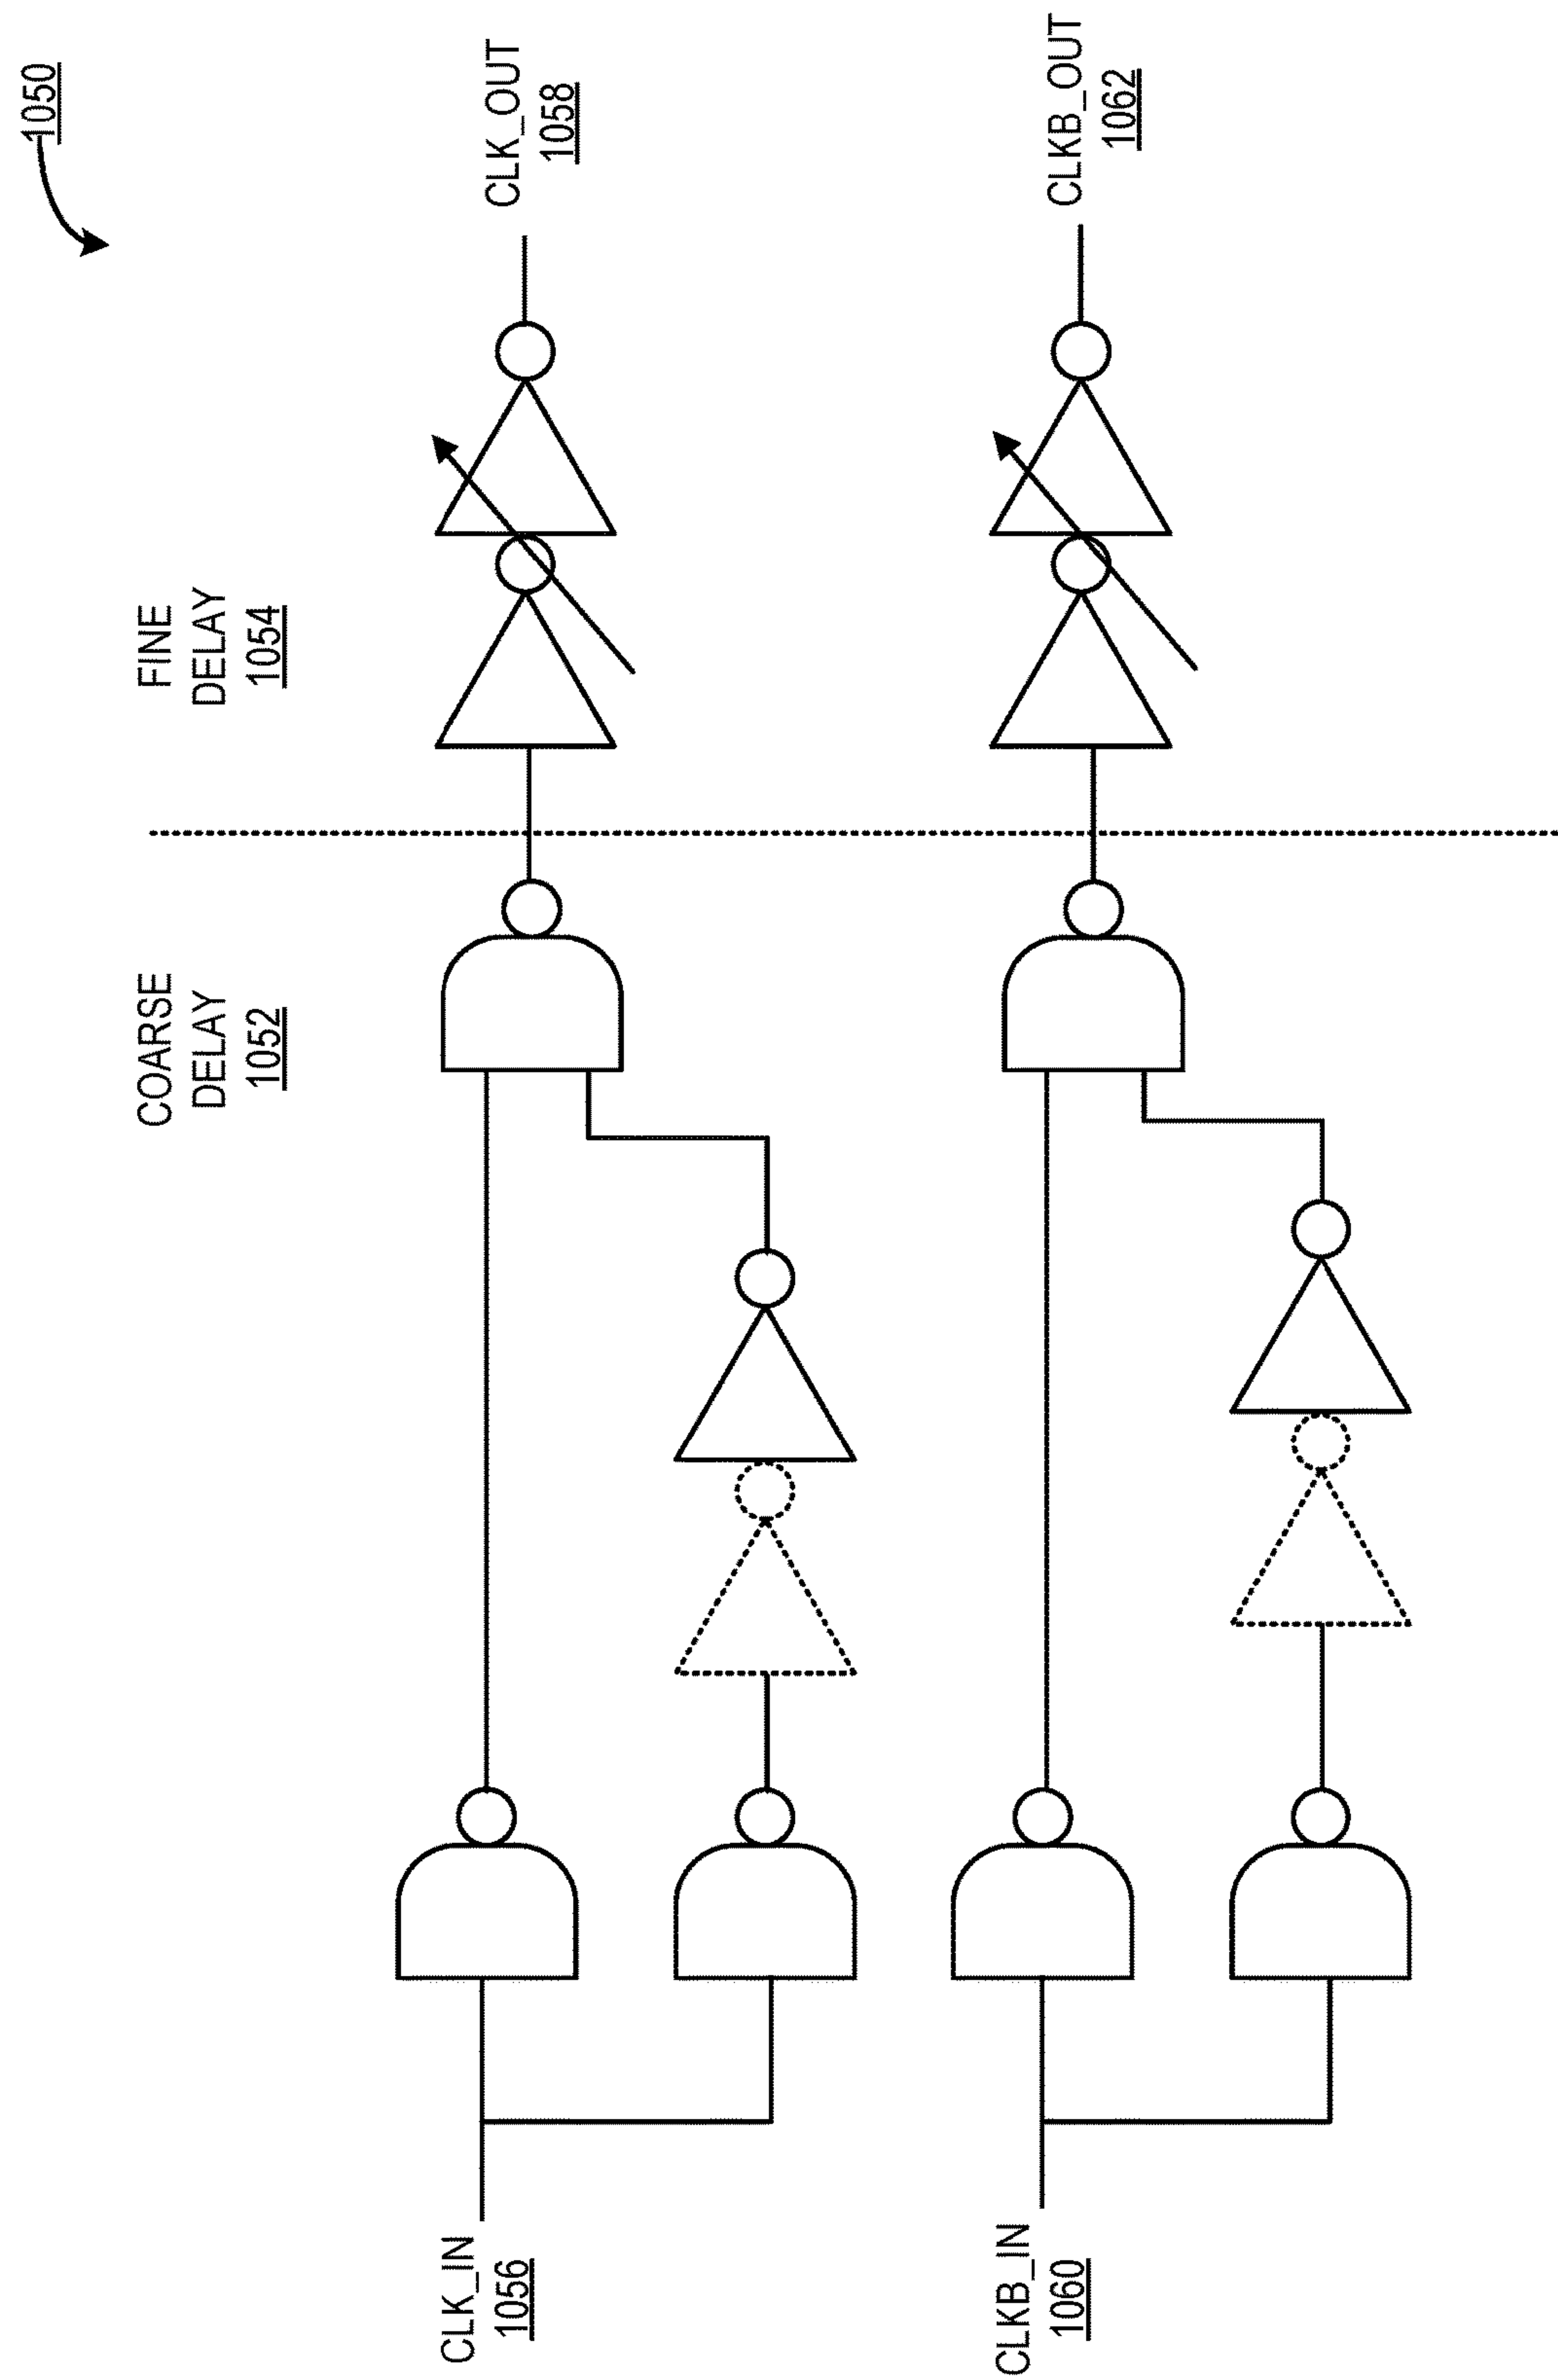 1050
COARSE
DELAY
1052
FINE
DELAY
1054
CLK_IN
1056
CLK_OUT
1058
CLKB_IN
1060
CLKB_OUT
1062